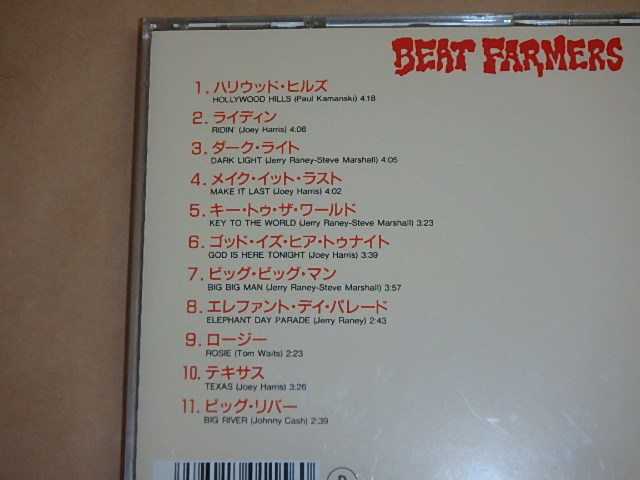 BEAT FARMERS
1. ハリウッド・ヒルズ
HOLLYWOOD HILLS (Paul Kamanski) 4:18
2. ライディン
RIDIN' (Joey Harris) 4:06
3. ダーク・ライト
DARK LIGHT (Jerry Raney-Steve Marshall) 4:05
4. メイク・イット・ラスト
MAKE IT LAST (Joey Harris) 4:02
5. キー・トゥ・ザ・ワールド
KEY TO THE WORLD (Jerry Raney-Steve Marshall) 3:23
6. ゴッド・イズ・ヒア・トゥナイト
GOD IS HERE TONIGHT (Joey Harris) 3:39
7. ビッグ・ビッグ・マン
BIG BIG MAN (Jerry Raney-Steve Marshall) 3:57
8. エレファント・デイ・パレード
ELEPHANT DAY PARADE (Jerry Raney) 2:43
9. ロージー
ROSIE (Tom Waits) 2:23
10. テキサス
TEXAS (Joey Harris) 3:26
11. ビッグ・リバー
BIG RIVER (Johnny Cash) 2:39